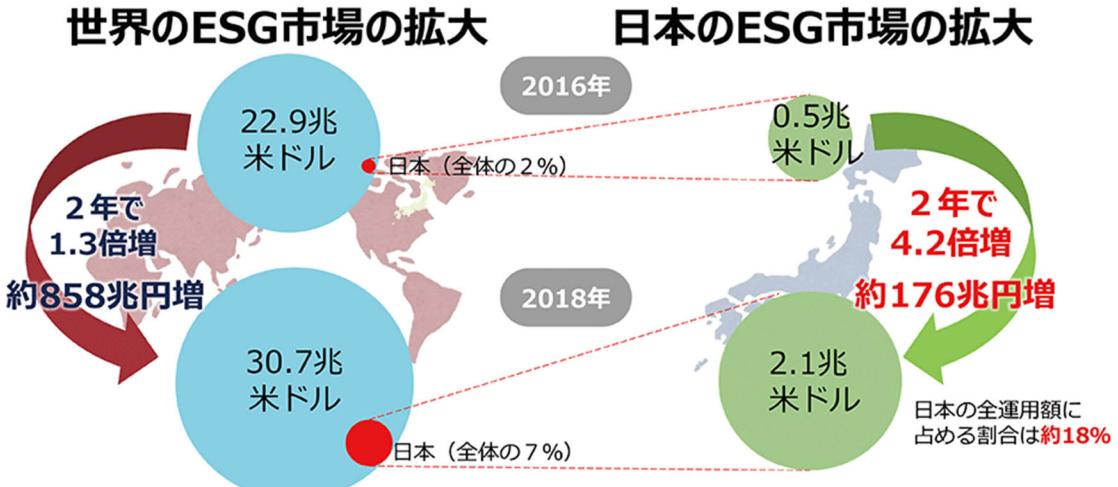 世界のESG市場の拡大
日本のESG市場の拡大
2016年
22.9兆
米ドル
日本（全体の２％）
0.5兆
米ドル
２年で
1.3倍増
約858兆円増
２年で
4.2倍増
約176兆円増
2018年
30.7兆
米ドル
日本（全体の７％）
2.1兆
米ドル
日本の全運用額に
占める割合は約18%